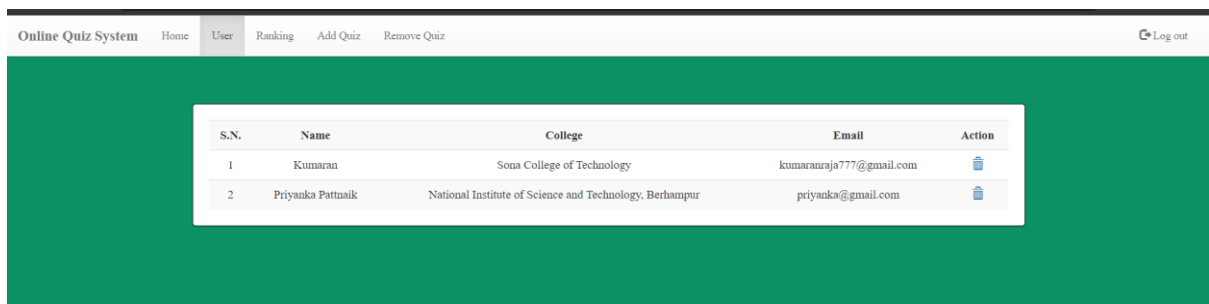 Online Quiz System Home User Ranking Add Quiz Remove Quiz Log out
S.N. Name College Email Action
1 Kumaran Sona College of Technology kumaranraja777@gmail.com
2 Priyanka Pattnaik National Institute of Science and Technology, Berhampur priyanka@gmail.com